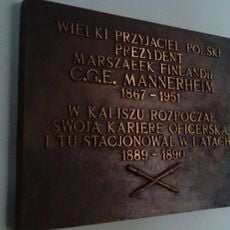 WIELKI PRZYJACIEL POLSKI
PREZYDENT
MARSZAŁEK FINLANDII
C.G.E. MANNERHEIM
1867-1951
W KALISZU ROZPOCZĄŁ
SWOJĄ KARIERĘ OFICERSKĄ
I TU STACJONOWAŁ W LATACH
1889-1890